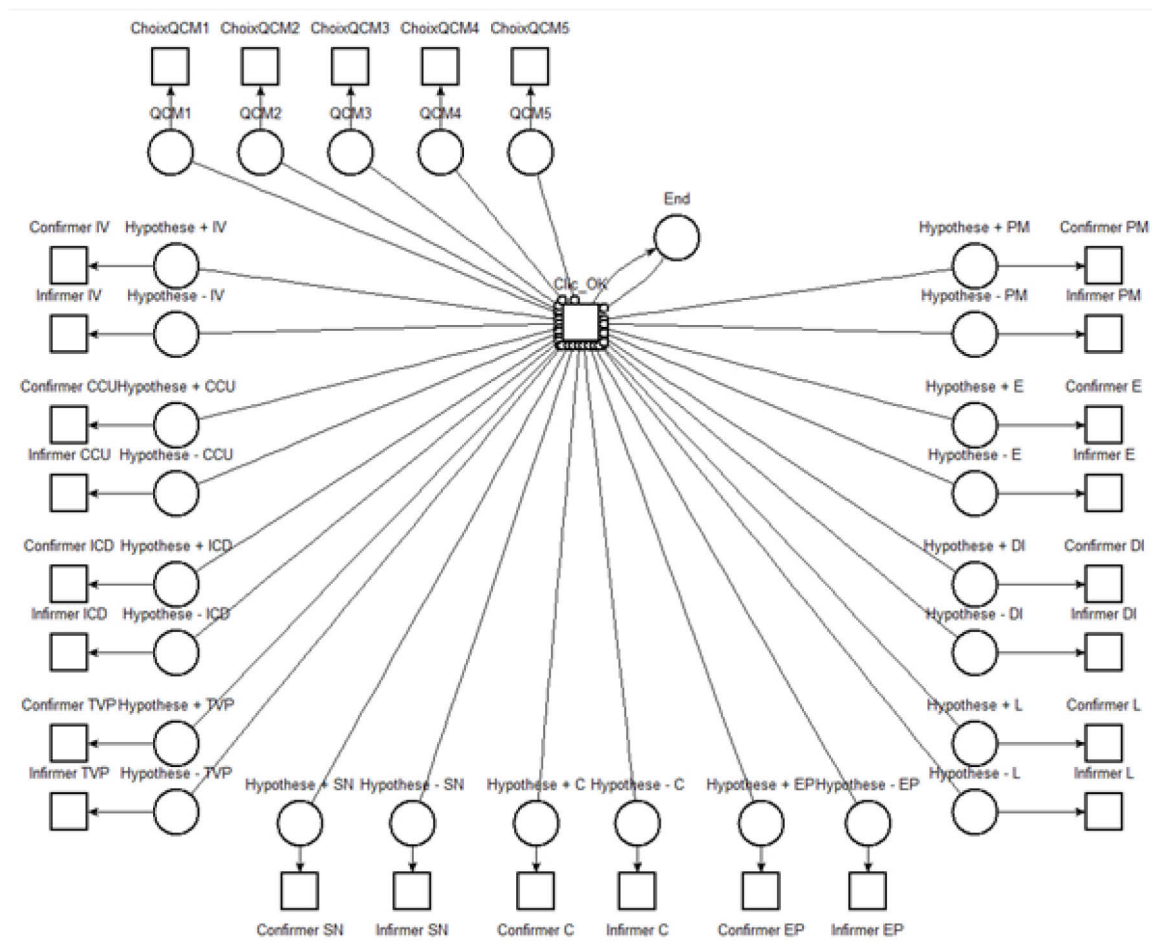 ChoixQCM1 ChoixQCM2 ChoixQCM3 ChoixQCM4 ChoixQCM5
QCM1 QCM2 QCM3 QCM4 QCM5
End
Confirmer IV Hypothese + IV Hypothese + PM Confirmer PM
Clic_OK
Infirmer IV Hypothese - IV Hypothese - PM Infirmer PM
Confirmer CCU Hypothese + CCU Hypothese + E Confirmer E
Infirmer CCU Hypothese - CCU Hypothese - E Infirmer E
Confirmer ICD Hypothese + ICD Hypothese + DI Confirmer DI
Infirmer ICD Hypothese - ICD Hypothese - DI Infirmer DI
Confirmer TVP Hypothese + TVP Hypothese + L Confirmer L
Infirmer TVP Hypothese - TVP Hypothese - L Infirmer L
Hypothese + SN Hypothese - SN Hypothese + C Hypothese - C Hypothese + EP Hypothese - EP
Confirmer SN Infirmer SN Confirmer C Infirmer C Confirmer EP Infirmer EP